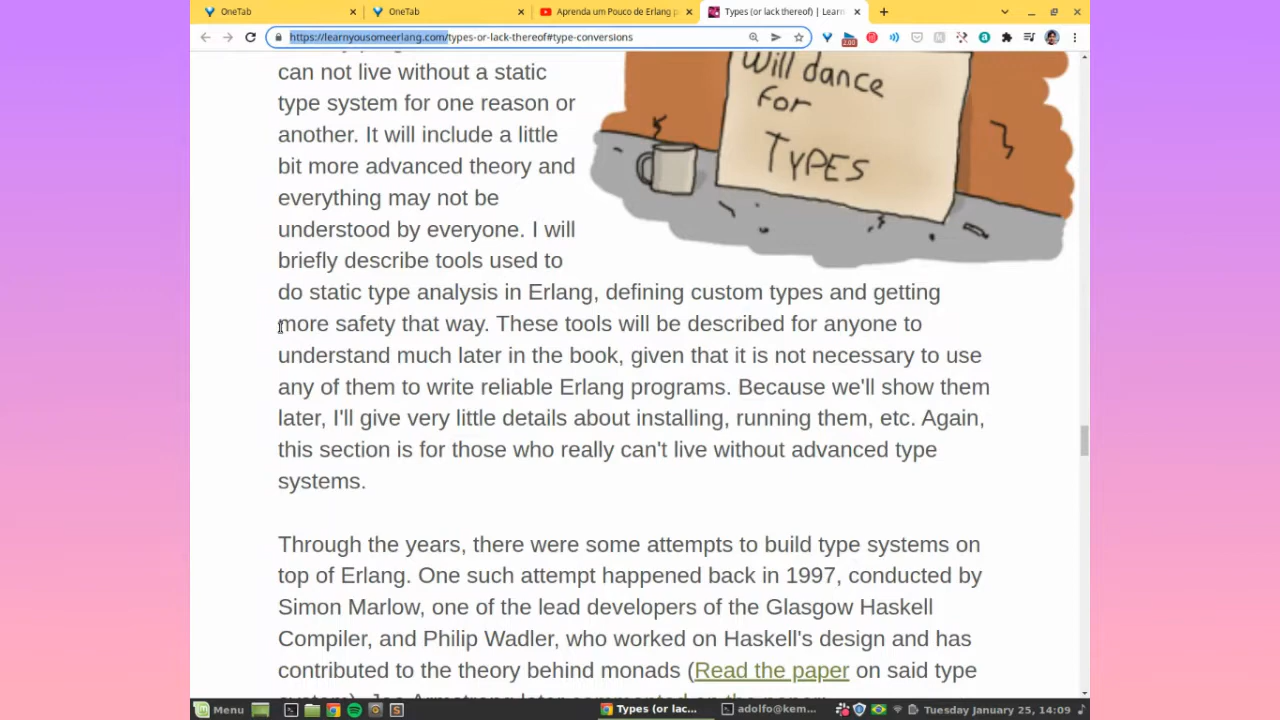 OneTab
OneTab
Aprenda um Pouco de Erlang p
Types (or lack thereof) | Learn
https://learnyousomeerlang.com/types-or-lack-thereof#type-conversions
2.00
Will dance
for
TYPES
can not live without a static
type system for one reason or
another. It will include a little
bit more advanced theory and
everything may not be
understood by everyone. I will
briefly describe tools used to
do static type analysis in Erlang, defining custom types and getting
more safety that way. These tools will be described for anyone to
understand much later in the book, given that it is not necessary to use
any of them to write reliable Erlang programs. Because we'll show them
later, I'll give very little details about installing, running them, etc. Again,
this section is for those who really can't live without advanced type
systems.
Through the years, there were some attempts to build type systems on
top of Erlang. One such attempt happened back in 1997, conducted by
Simon Marlow, one of the lead developers of the Glasgow Haskell
Compiler, and Philip Wadler, who worked on Haskell's design and has
contributed to the theory behind monads (Read the paper on said type
system). Joe Armstrong later commented on the paper:
Menu
Types (or lac...
adolfo@kem...
Tuesday January 25, 14:09